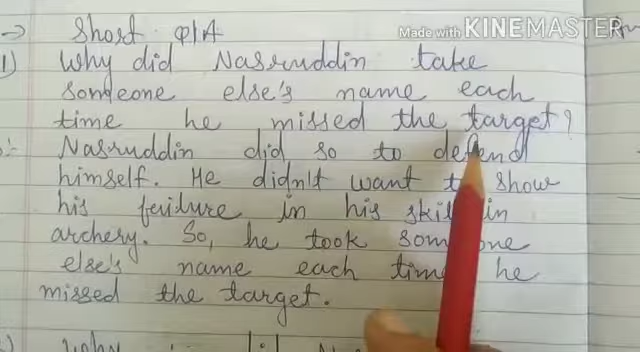 → Short Q/A
Made with KINEMASTER
1) Why did Nasruddin take
someone else's name each
time he missed the target?
:- Nasruddin did so to defend
himself. He didn't want to show
his feilure in his skill in
archery. So, he took someone
else's name each time he
missed the target.